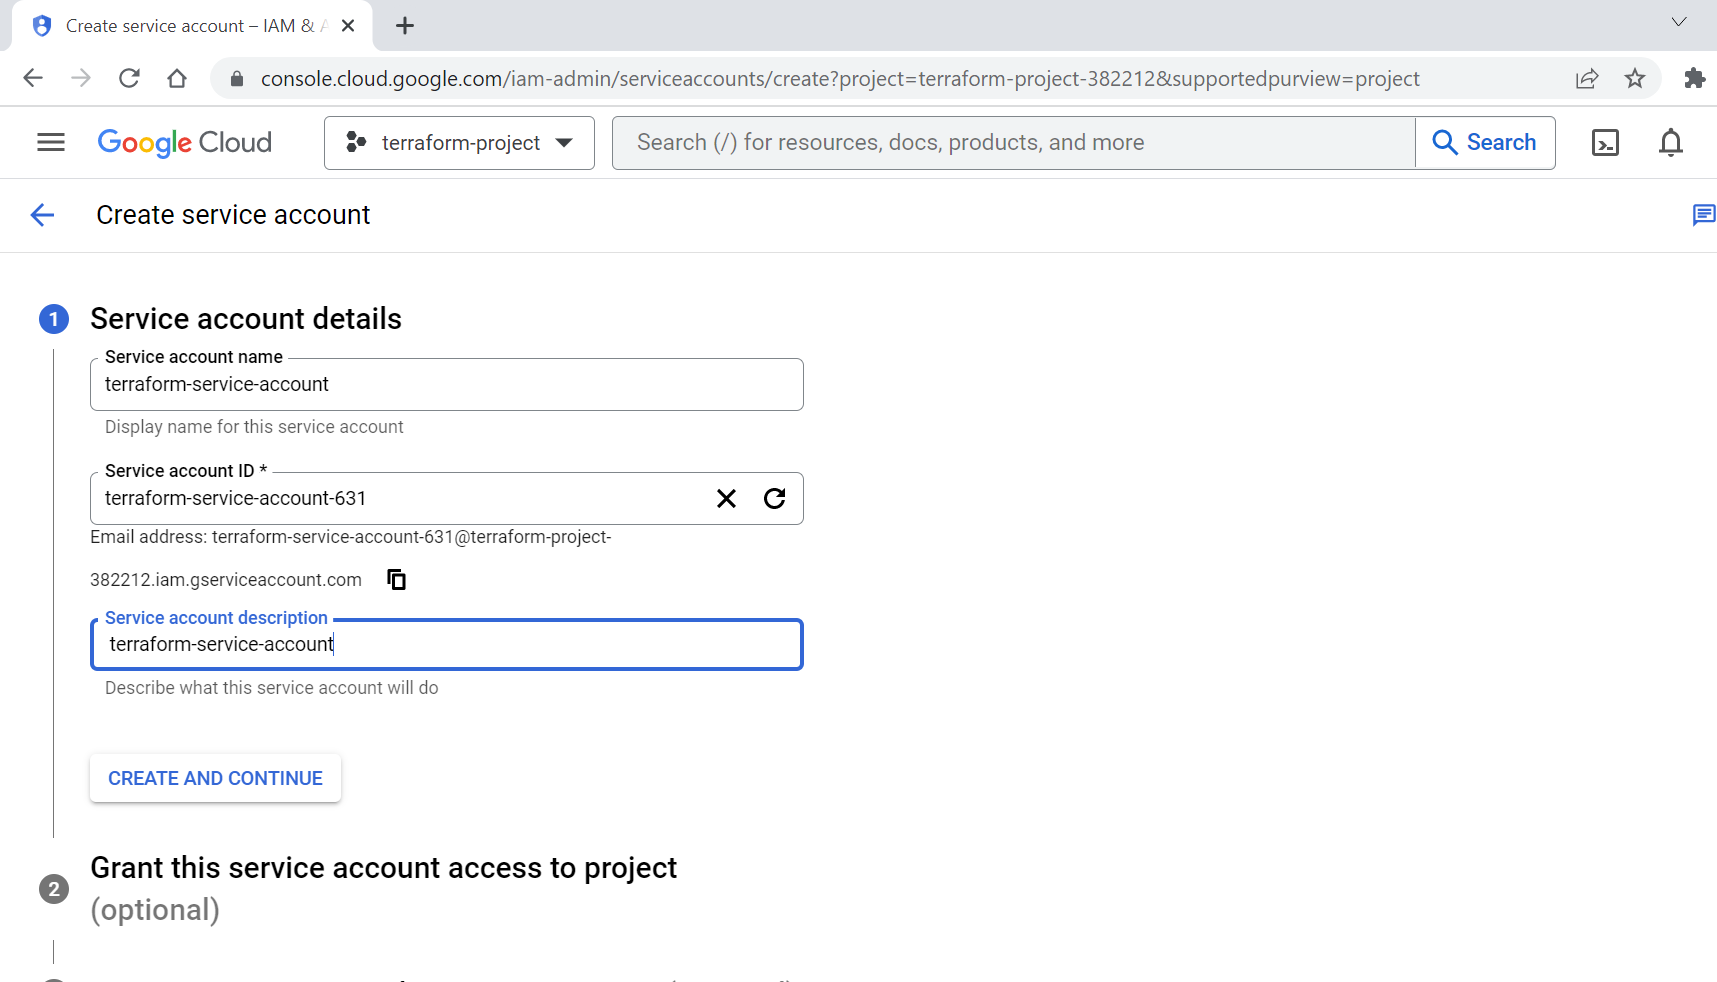 Create service account – IAM &
console.cloud.google.com/iam-admin/serviceaccounts/create?project=terraform-project-382212&supportedpurview=project
Google Cloud
terraform-project
Search (/) for resources, docs, products, and more
Search
Create service account
1
Service account details
Service account name
terraform-service-account
Display name for this service account
Service account ID *
terraform-service-account-631
Email address: terraform-service-account-631@terraform-project-
382212.iam.gserviceaccount.com
Service account description
terraform-service-account
Describe what this service account will do
CREATE AND CONTINUE
2
Grant this service account access to project
(optional)